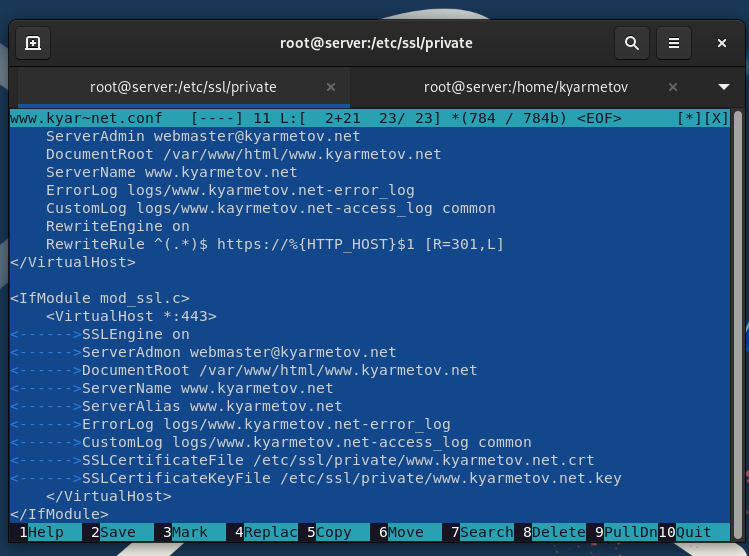 root@server:/etc/ssl/private
root@server:/etc/ssl/private × root@server:/home/kyarmetov ×
www.kyar~net.conf [----] 11 L:[ 2+21 23/ 23] *(784 / 784b) <EOF> [*][X]
ServerAdmin webmaster@kyarmetov.net
DocumentRoot /var/www/html/www.kyarmetov.net
ServerName www.kyarmetov.net
ErrorLog logs/www.kyarmetov.net-error_log
CustomLog logs/www.kayrmetov.net-access_log common
RewriteEngine on
RewriteRule ^(.*)$ https://%{HTTP_HOST}$1 [R=301,L]
</VirtualHost>
<IfModule mod_ssl.c>
<VirtualHost *:443>
<------>SSLEngine on
<------>ServerAdmon webmaster@kyarmetov.net
<------>DocumentRoot /var/www/html/www.kyarmetov.net
<------>ServerName www.kyarmetov.net
<------>ServerAlias www.kyarmetov.net
<------>ErrorLog logs/www.kyarmetov.net-error_log
<------>CustomLog logs/www.kyarmetov.net-access_log common
<------>SSLCertificateFile /etc/ssl/private/www.kyarmetov.net.crt
<------>SSLCertificateKeyFile /etc/ssl/private/www.kyarmetov.net.key
</VirtualHost>
</IfModule>
1Help 2Save 3Mark 4Replac 5Copy 6Move 7Search 8Delete 9PullDn 10Quit